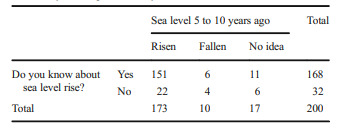 Sea level 5 to 10 years ago Total
Risen Fallen No idea
Do you know about Yes 151 6 11 168
sea level rise? No 22 4 6 32
Total 173 10 17 200